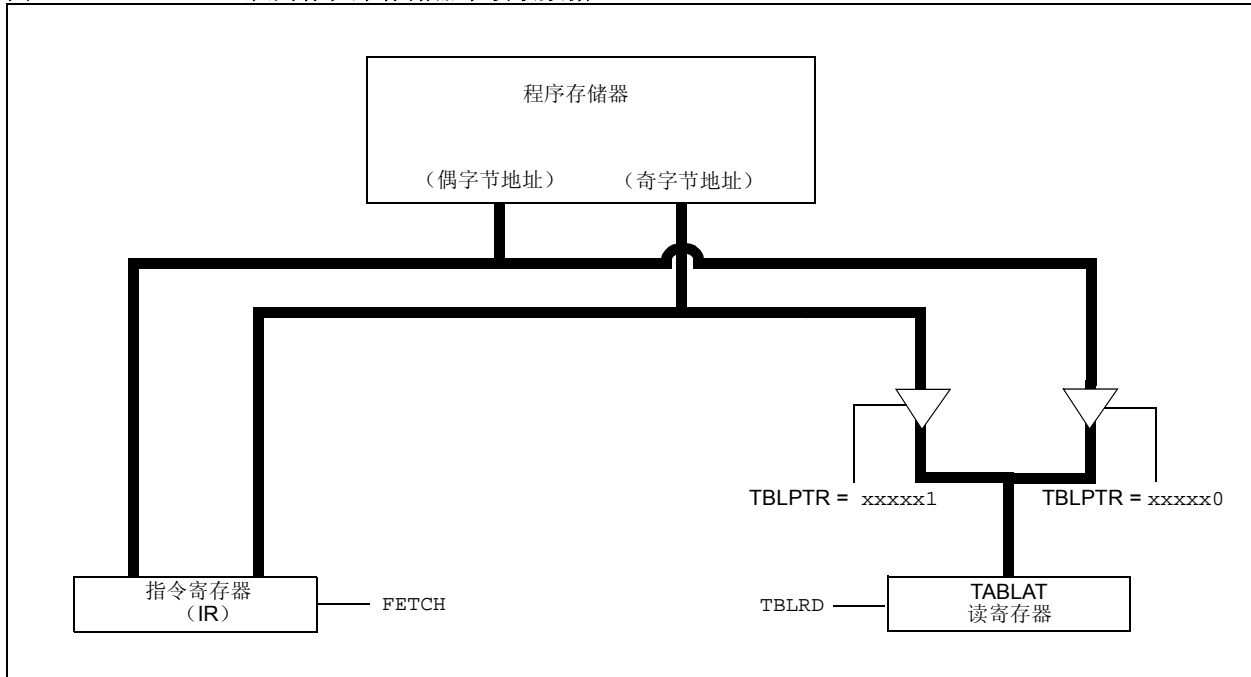 程序存储器
（偶字节地址） （奇字节地址）
TBLPTR = xxxxx1
TBLPTR = xxxxx0
指令寄存器
（IR）
FETCH
TBLRD
TABLAT
读寄存器